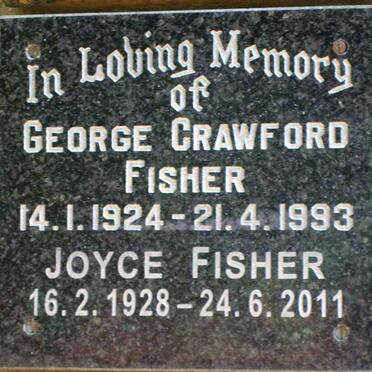 In Loving Memory
of
GEORGE CRAWFORD
FISHER
14.1.1924 - 21.4.1993
JOYCE FISHER
16.2.1928 – 24.6.2011